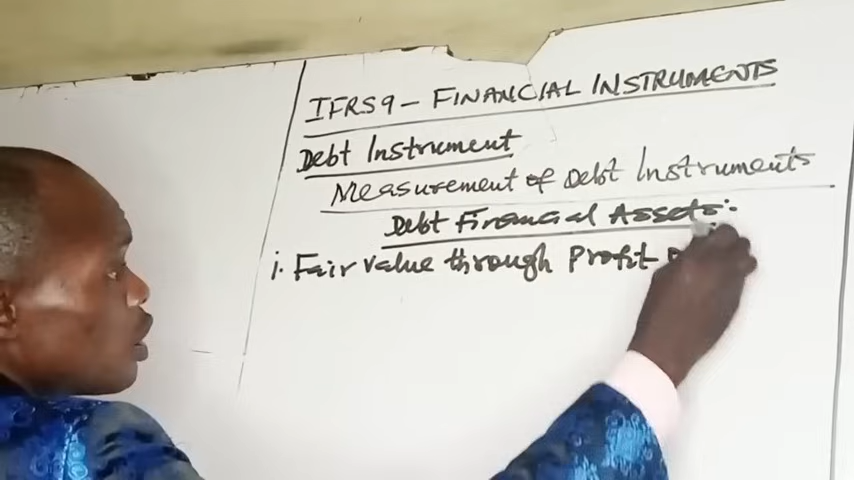 IFRS9 - FINANCIAL INSTRUMENTS
Debt Instrument
Measurement of Debt Instruments
Debt Financial Assets:-
i. Fair value through Profit